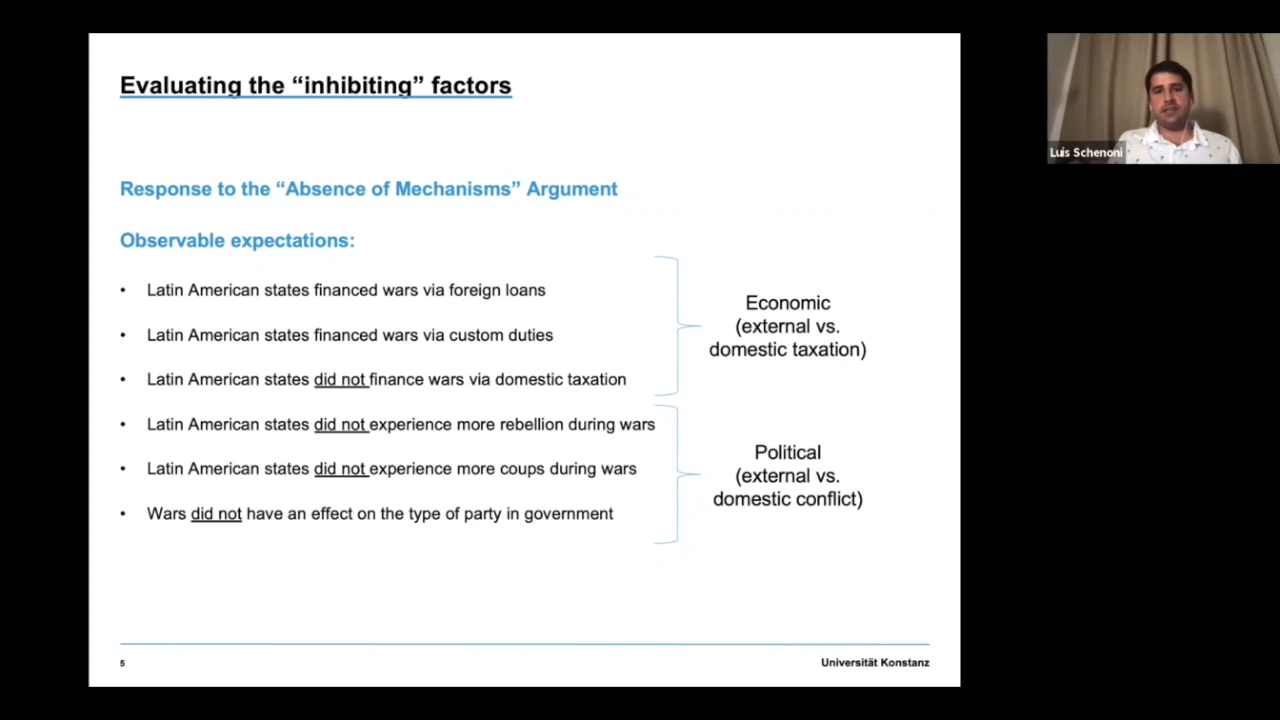 Evaluating the “inhibiting” factors
Response to the “Absence of Mechanisms” Argument
Observable expectations:
• Latin American states financed wars via foreign loans
• Latin American states financed wars via custom duties
• Latin American states did not finance wars via domestic taxation
• Latin American states did not experience more rebellion during wars
• Latin American states did not experience more coups during wars
• Wars did not have an effect on the type of party in government
Economic
(external vs.
domestic taxation)
Political
(external vs.
domestic conflict)
5
Universität Konstanz
Luis Schenoni